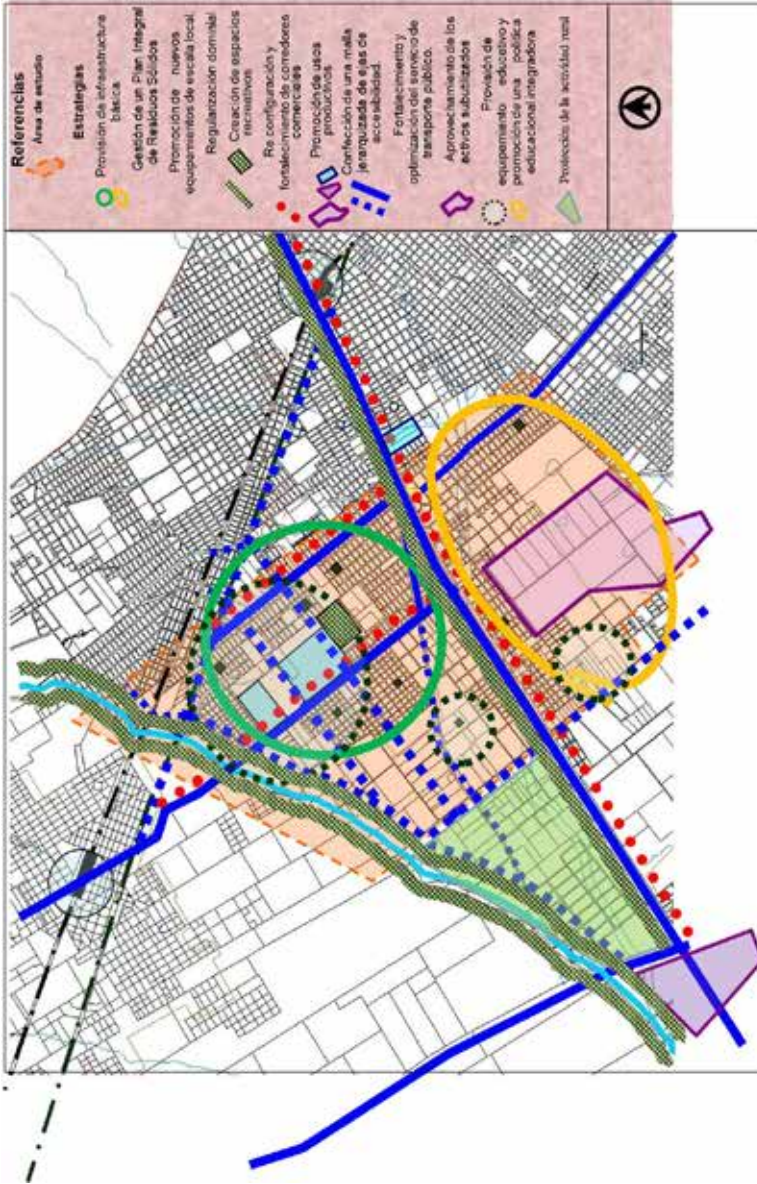 Referencias
Área de estudio
Estrategias
Provisión de infraestructura
básica
Gestión de un Plan Integral
de Residuos Sólidos
Promoción de nuevos
equipamientos de escala local.
Regularización dominial
Creación de espacios
recreativos
Re configuración y
fortalecimiento de corredores
comerciales
Promoción de usos
productivos
Confección de una malla
jerarquizada de ejes de
accesibilidad.
Fortalecimiento y
optimización del servicio de
transporte público.
Aprovechamiento de los
activos subutilizados
Provisión de
equipamiento educativo y
promoción de una política
educacional integradora
Protección de la actividad rural